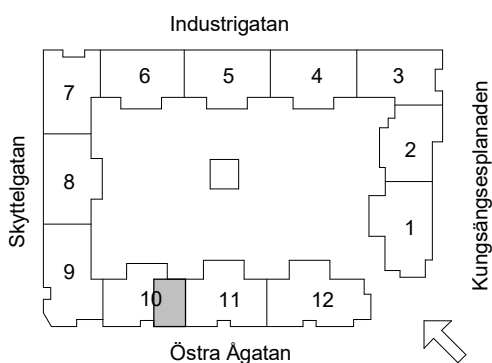 Industrigatan
6 5 4 3
7
2
8
Skyttelgatan
Kungsängsesplanaden
1
9
10 11 12
Östra Ågatan